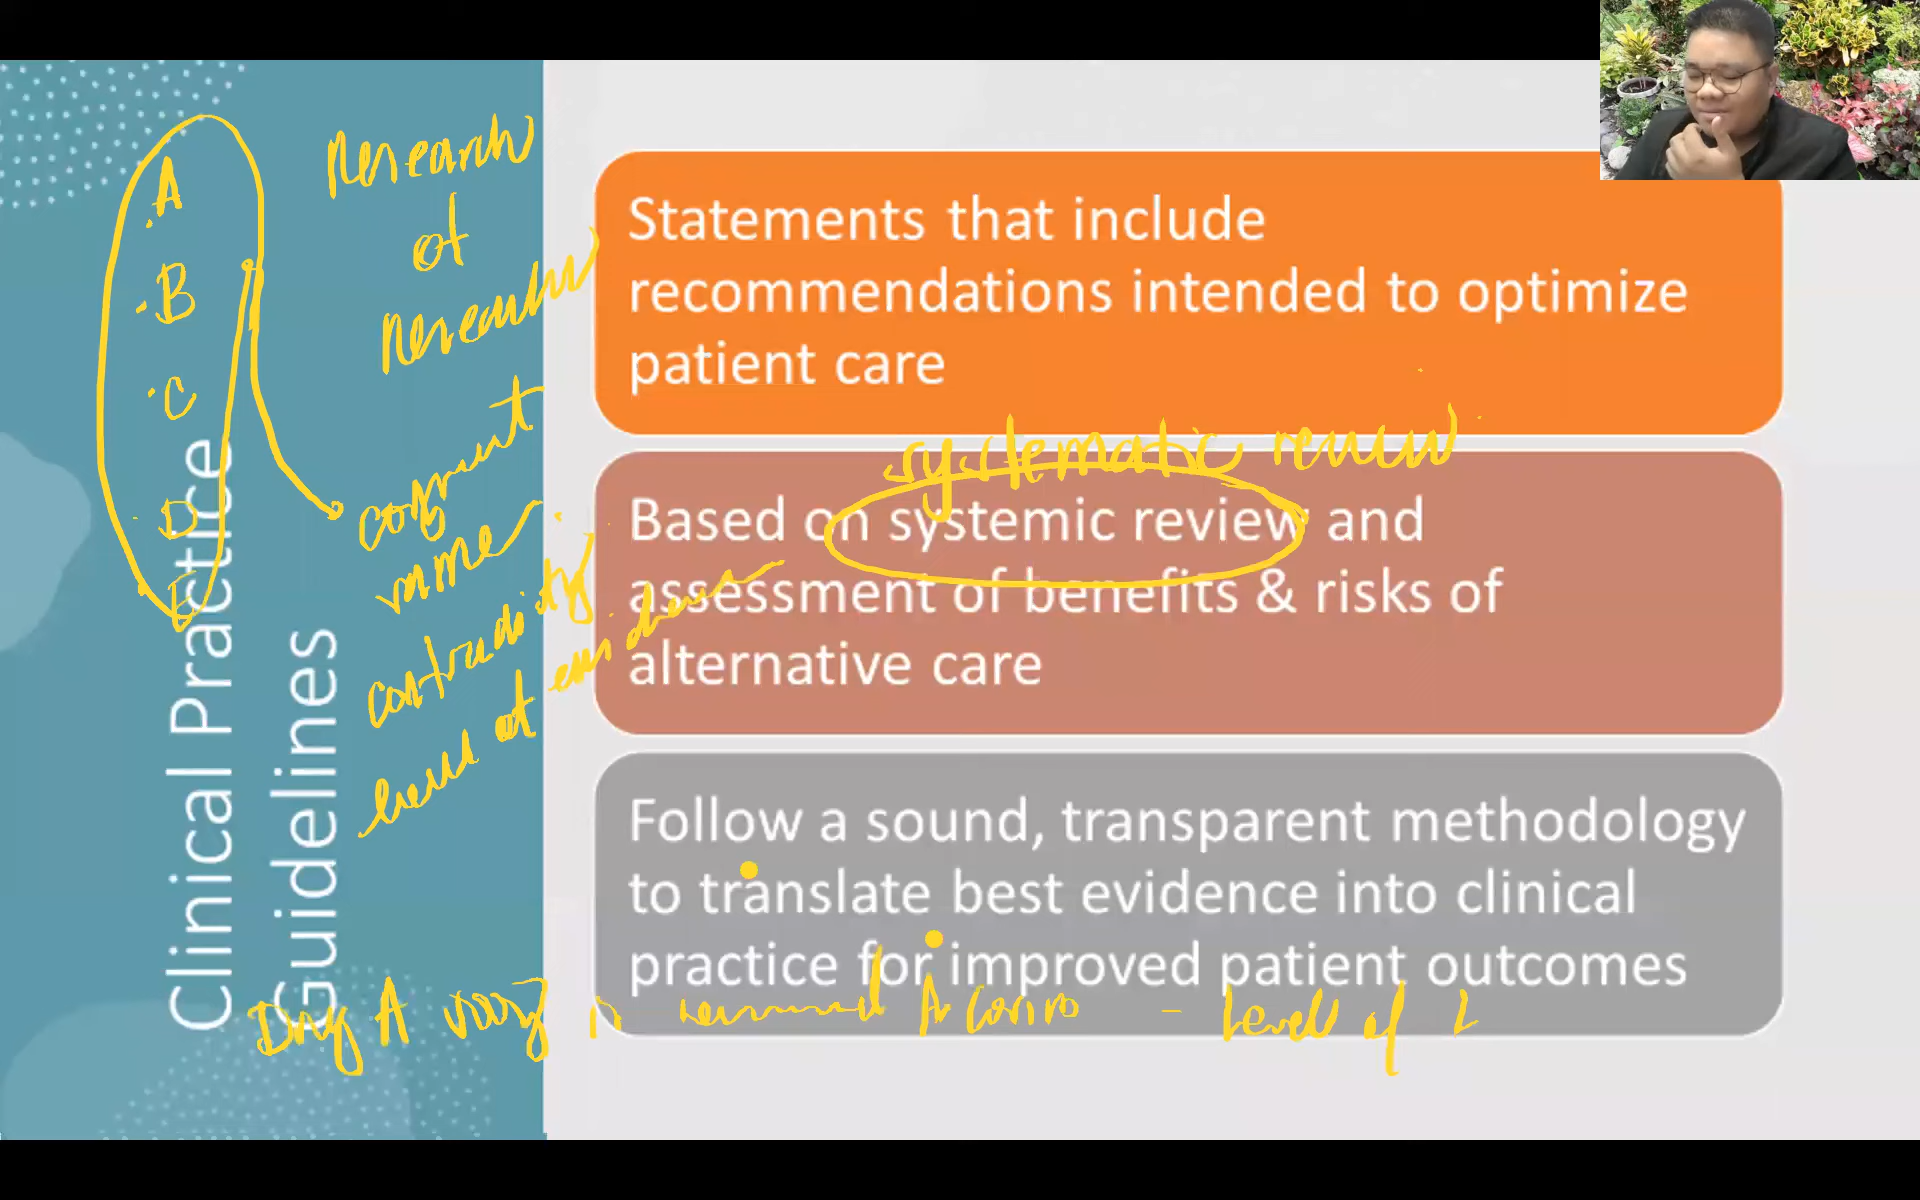 Clinical Practice
Guidelines
A
B
C
D
E
Research
of
Research
contradicting
level of evidence
Statements that include
recommendations intended to optimize
patient care
systematic review
Based on systemic review and
assessment of benefits & risks of
alternative care
Follow a sound, transparent methodology
to translate best evidence into clinical
practice for improved patient outcomes
Drug A
Level of